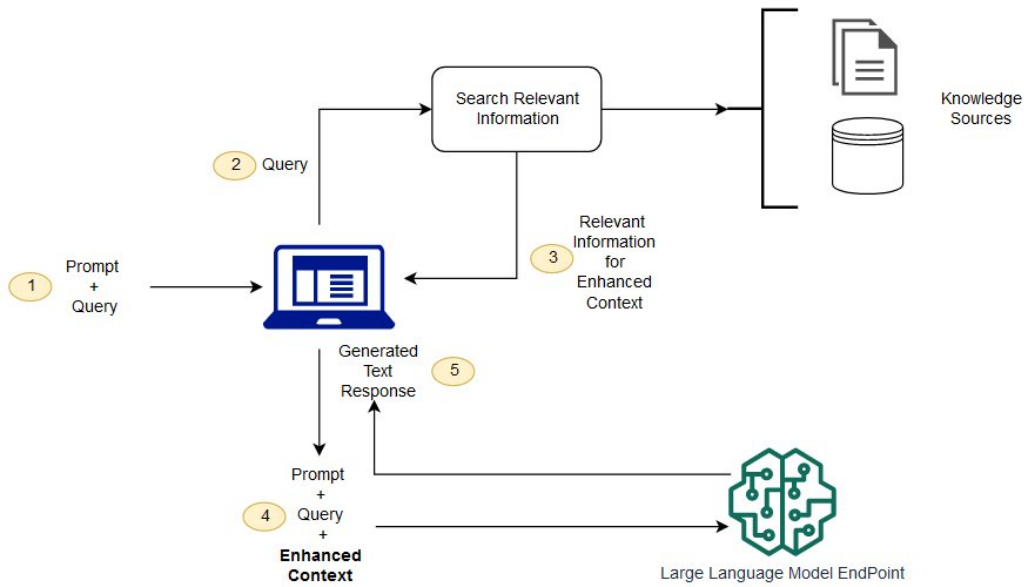 Search Relevant
Information
Knowledge
Sources
2 Query
1
Prompt
+
Query
3
Relevant
Information
for
Enhanced
Context
Generated
Text
Response
5
4
Prompt
+
Query
+
Enhanced
Context
Large Language Model EndPoint